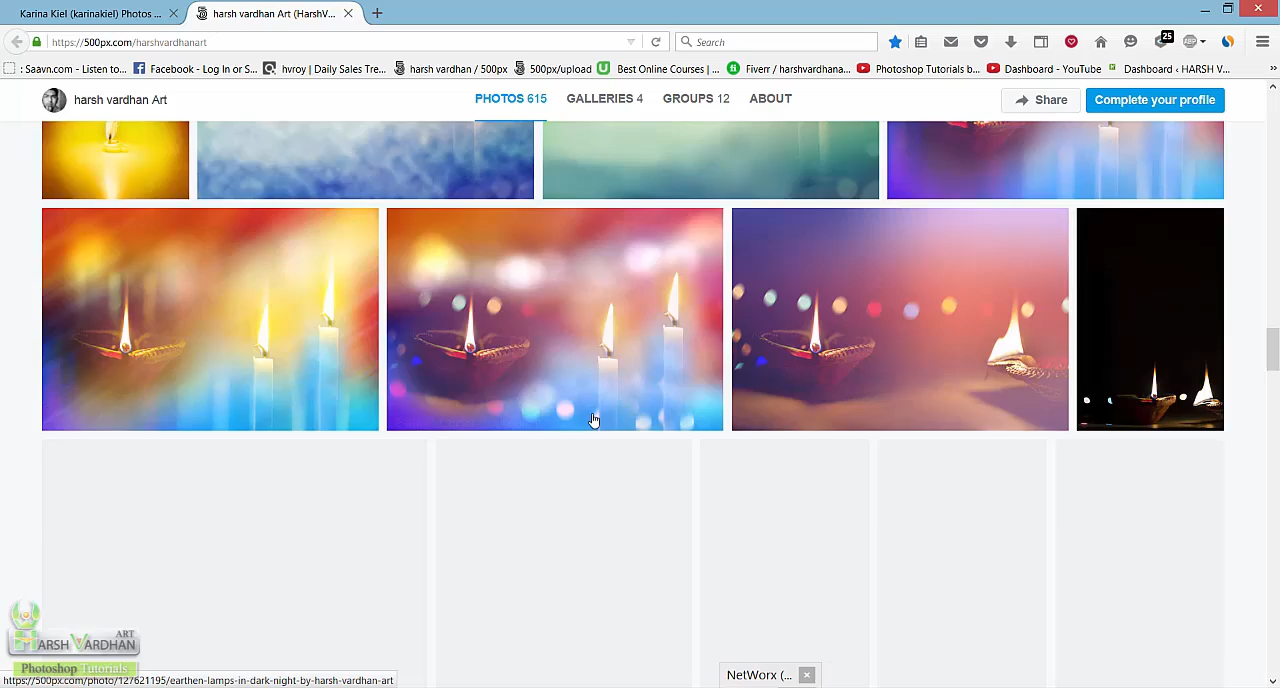 Karina Kiel (karinakiel) Photos ...
harsh vardhan Art (HarshV...
https://500px.com/harshvardhanart
Search
25
ABP
: Saavn.com - Listen to...
Facebook - Log In or S...
hvroy | Daily Sales Tre...
harsh vardhan / 500px
500px/upload
Best Online Courses | ...
Fiverr / harshvardhana...
Photoshop Tutorials b...
Dashboard - YouTube
Dashboard ‹ HARSH V...
harsh vardhan Art
PHOTOS 615
GALLERIES 4
GROUPS 12
ABOUT
Share
Complete your profile
ART
HARSH VARDHAN
Photoshop Tutorials
https://500px.com/photo/127621195/earthen-lamps-in-dark-night-by-harsh-vardhan-art
NetWorx (...